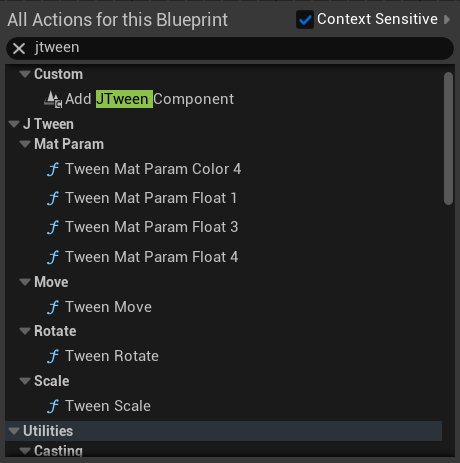 All Actions for this Blueprint Context Sensitive
jtween
Custom
Add JTween Component
J Tween
Mat Param
Tween Mat Param Color 4
Tween Mat Param Float 1
Tween Mat Param Float 3
Tween Mat Param Float 4
Move
Tween Move
Rotate
Tween Rotate
Scale
Tween Scale
Utilities
Casting